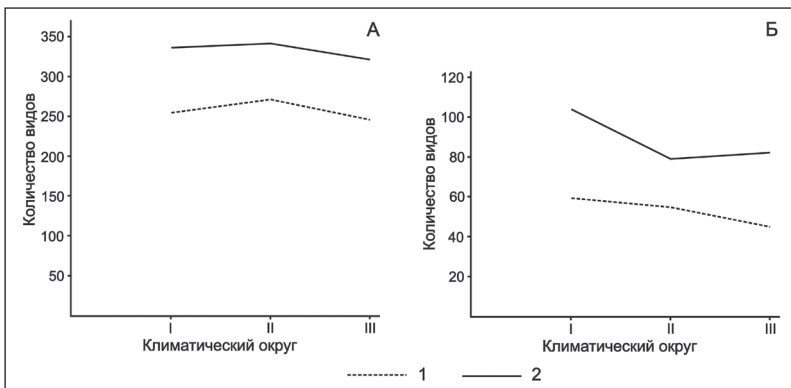 А
Количество видов
350
300
250
200
150
100
50
I II III
Климатический округ
Б
Количество видов
120
100
80
60
40
20
I II III
Климатический округ
1 2